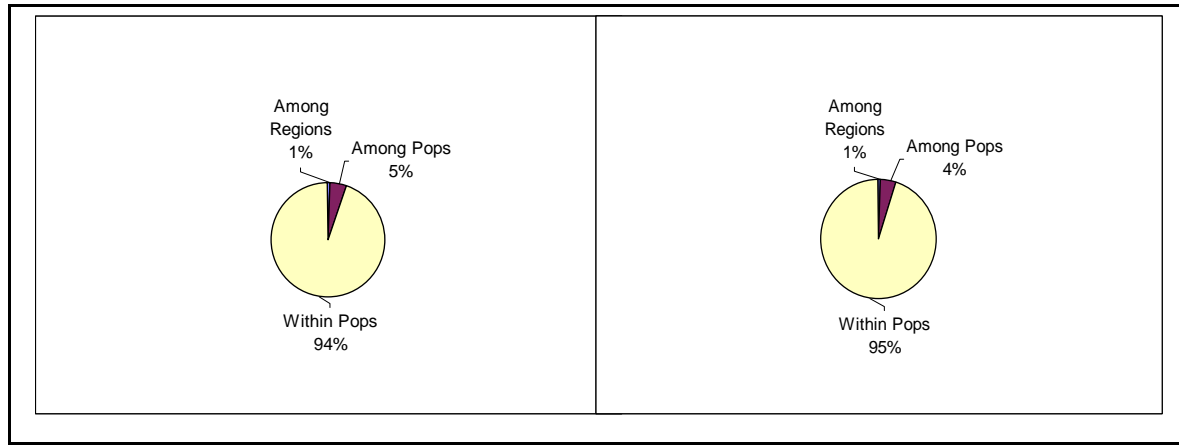 Among
Regions
1%
Among Pops
5%
Within Pops
94%
Among
Regions
1%
Among Pops
4%
Within Pops
95%